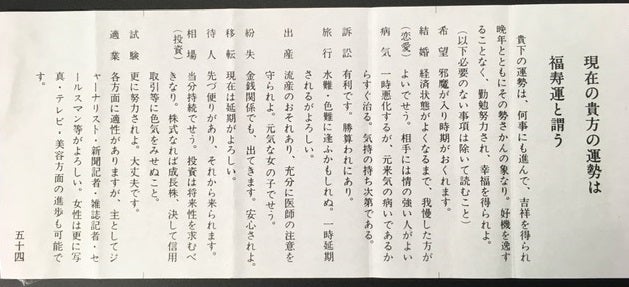 現在の貴方の運勢は
福寿運と謂う
貴下の運勢は、何事にも進んで、吉祥を得られ
晩年とともにその勢さかんの象なり。好機を逸す
ることなく、勤勉努力され、幸福を得られよ。
(以下必要のない事項は除いて読むこと)
希望 邪魔が入り時期がおくれます。
結婚 経済状態がよくなるまで、我慢した方が
(恋愛) よいでせう。相手には情の強い人がよい
病気 一時悪化するが、元来気の病いであるか
らすぐ治る。気持の持ち次第である。
訴訟 有利です。勝算われにあり。
旅行 水難・色難に逢ふかもしれぬ。一時延期
されるがよろしい。
出産 流産のおそれあり、充分に医師の注意を
守られよ。元気な女の子でせう。
紛失 金銭関係でも、出てきます。安心されよ。
移転 現在は延期がよろしい。
待人 先づ便りがあり、それから来られます。
相場 当分持続でせう。投資は将来性を求むべ
(投資) きなり。株式なれば成長株、決して信用
取引等に色気をみせぬこと。
試験 更に努力されよ。大丈夫です。
適業 各方面に適性がありますが、主としてジ
ャーナリスト・新聞記者・雑誌記者・セ
ールスマン等がよろしい。女性は更に写
真・テレビ・美容方面の進歩も可能で
す。
五十四